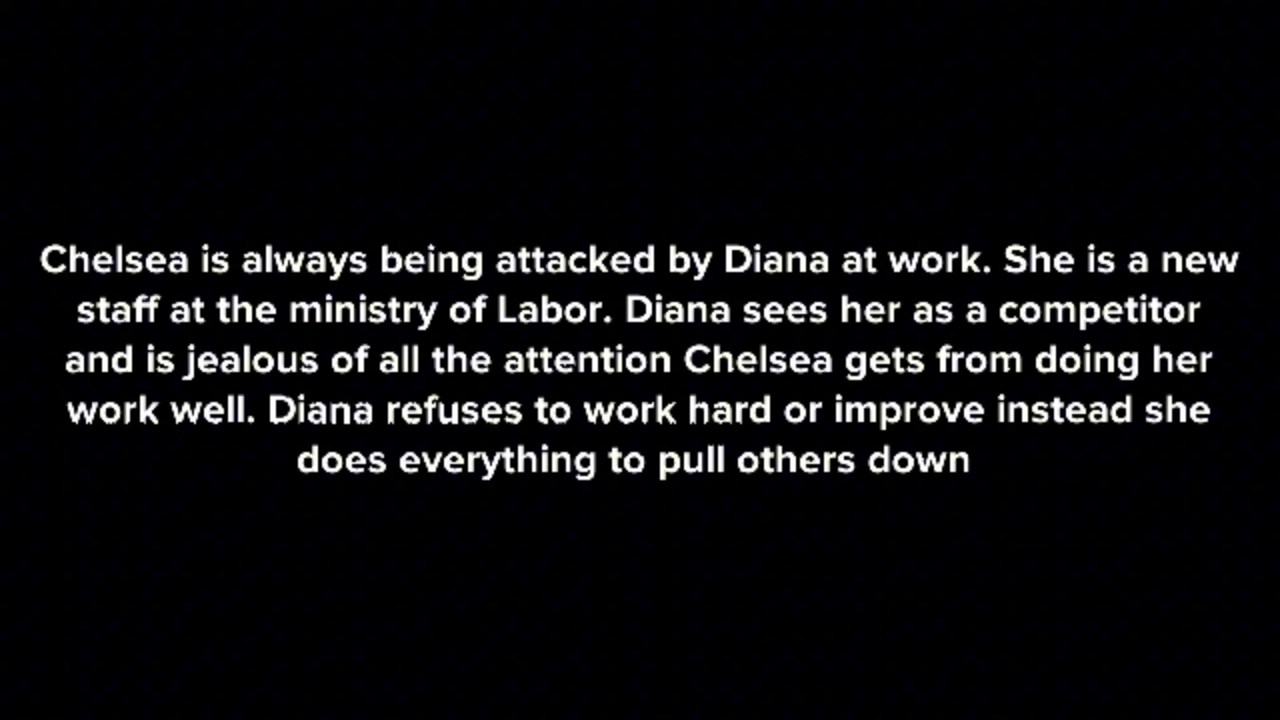 Chelsea is always being attacked by Diana at work. She is a new
staff at the ministry of Labor. Diana sees her as a competitor
and is jealous of all the attention Chelsea gets from doing her
work well. Diana refuses to work hard or improve instead she
does everything to pull others down